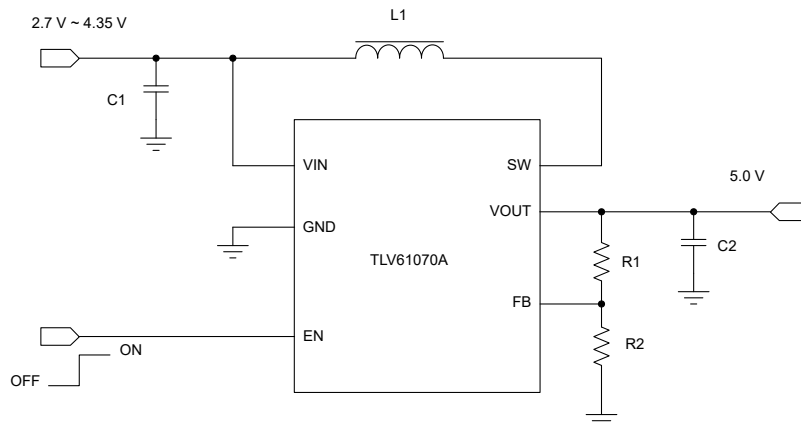 2.7 V ~ 4.35 V
L1
C1
VIN
SW
5.0 V
VOUT
GND
TLV61070A
R1
C2
FB
EN
R2
ON
OFF